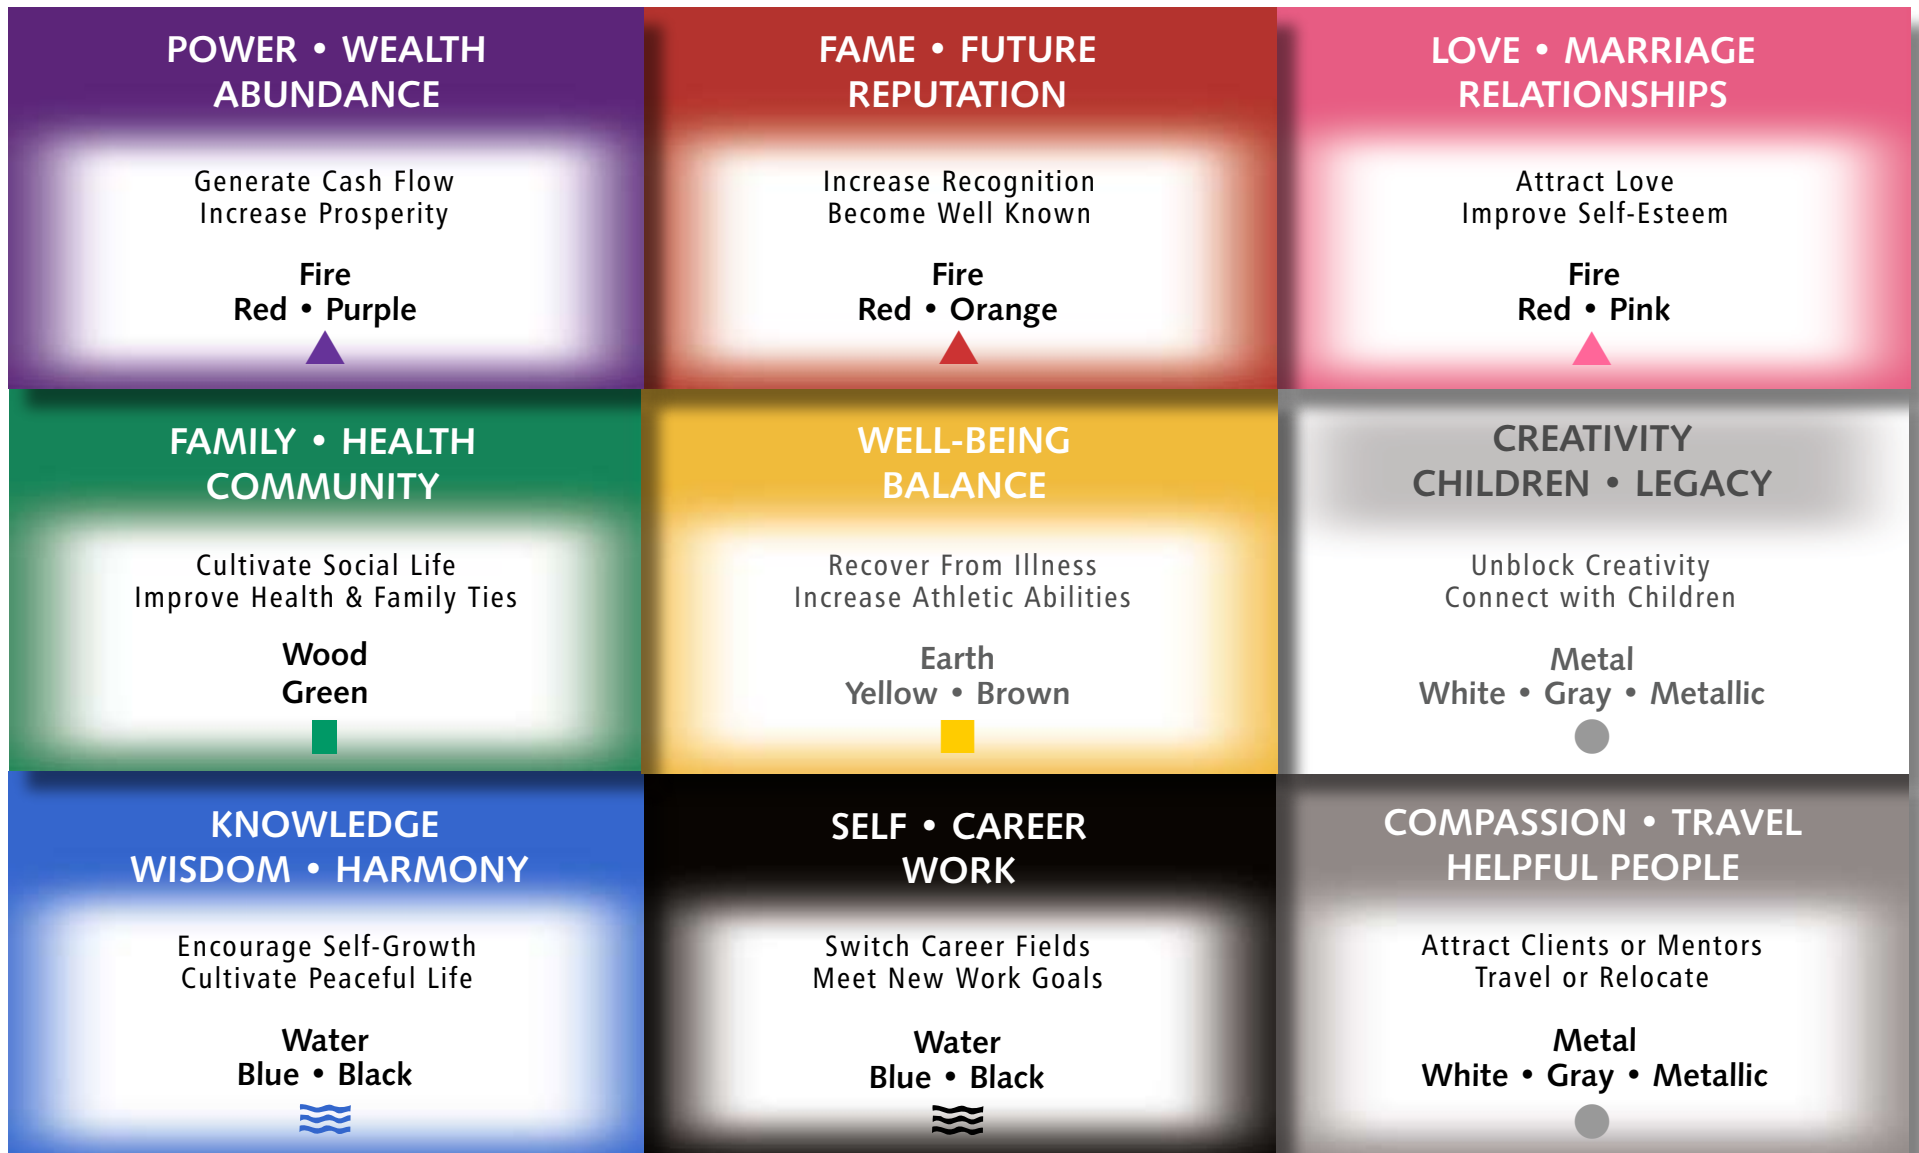 POWER • WEALTH
ABUNDANCE
Generate Cash Flow
Increase Prosperity
Fire
Red • Purple
FAME • FUTURE
REPUTATION
Increase Recognition
Become Well Known
Fire
Red • Orange
LOVE • MARRIAGE
RELATIONSHIPS
Attract Love
Improve Self-Esteem
Fire
Red • Pink
FAMILY • HEALTH
COMMUNITY
Cultivate Social Life
Improve Health & Family Ties
Wood
Green
WELL-BEING
BALANCE
Recover From Illness
Increase Athletic Abilities
Earth
Yellow • Brown
CREATIVITY
CHILDREN • LEGACY
Unblock Creativity
Connect with Children
Metal
White • Gray • Metallic
KNOWLEDGE
WISDOM • HARMONY
Encourage Self-Growth
Cultivate Peaceful Life
Water
Blue • Black
SELF • CAREER
WORK
Switch Career Fields
Meet New Work Goals
Water
Blue • Black
COMPASSION • TRAVEL
HELPFUL PEOPLE
Attract Clients or Mentors
Travel or Relocate
Metal
White • Gray • Metallic